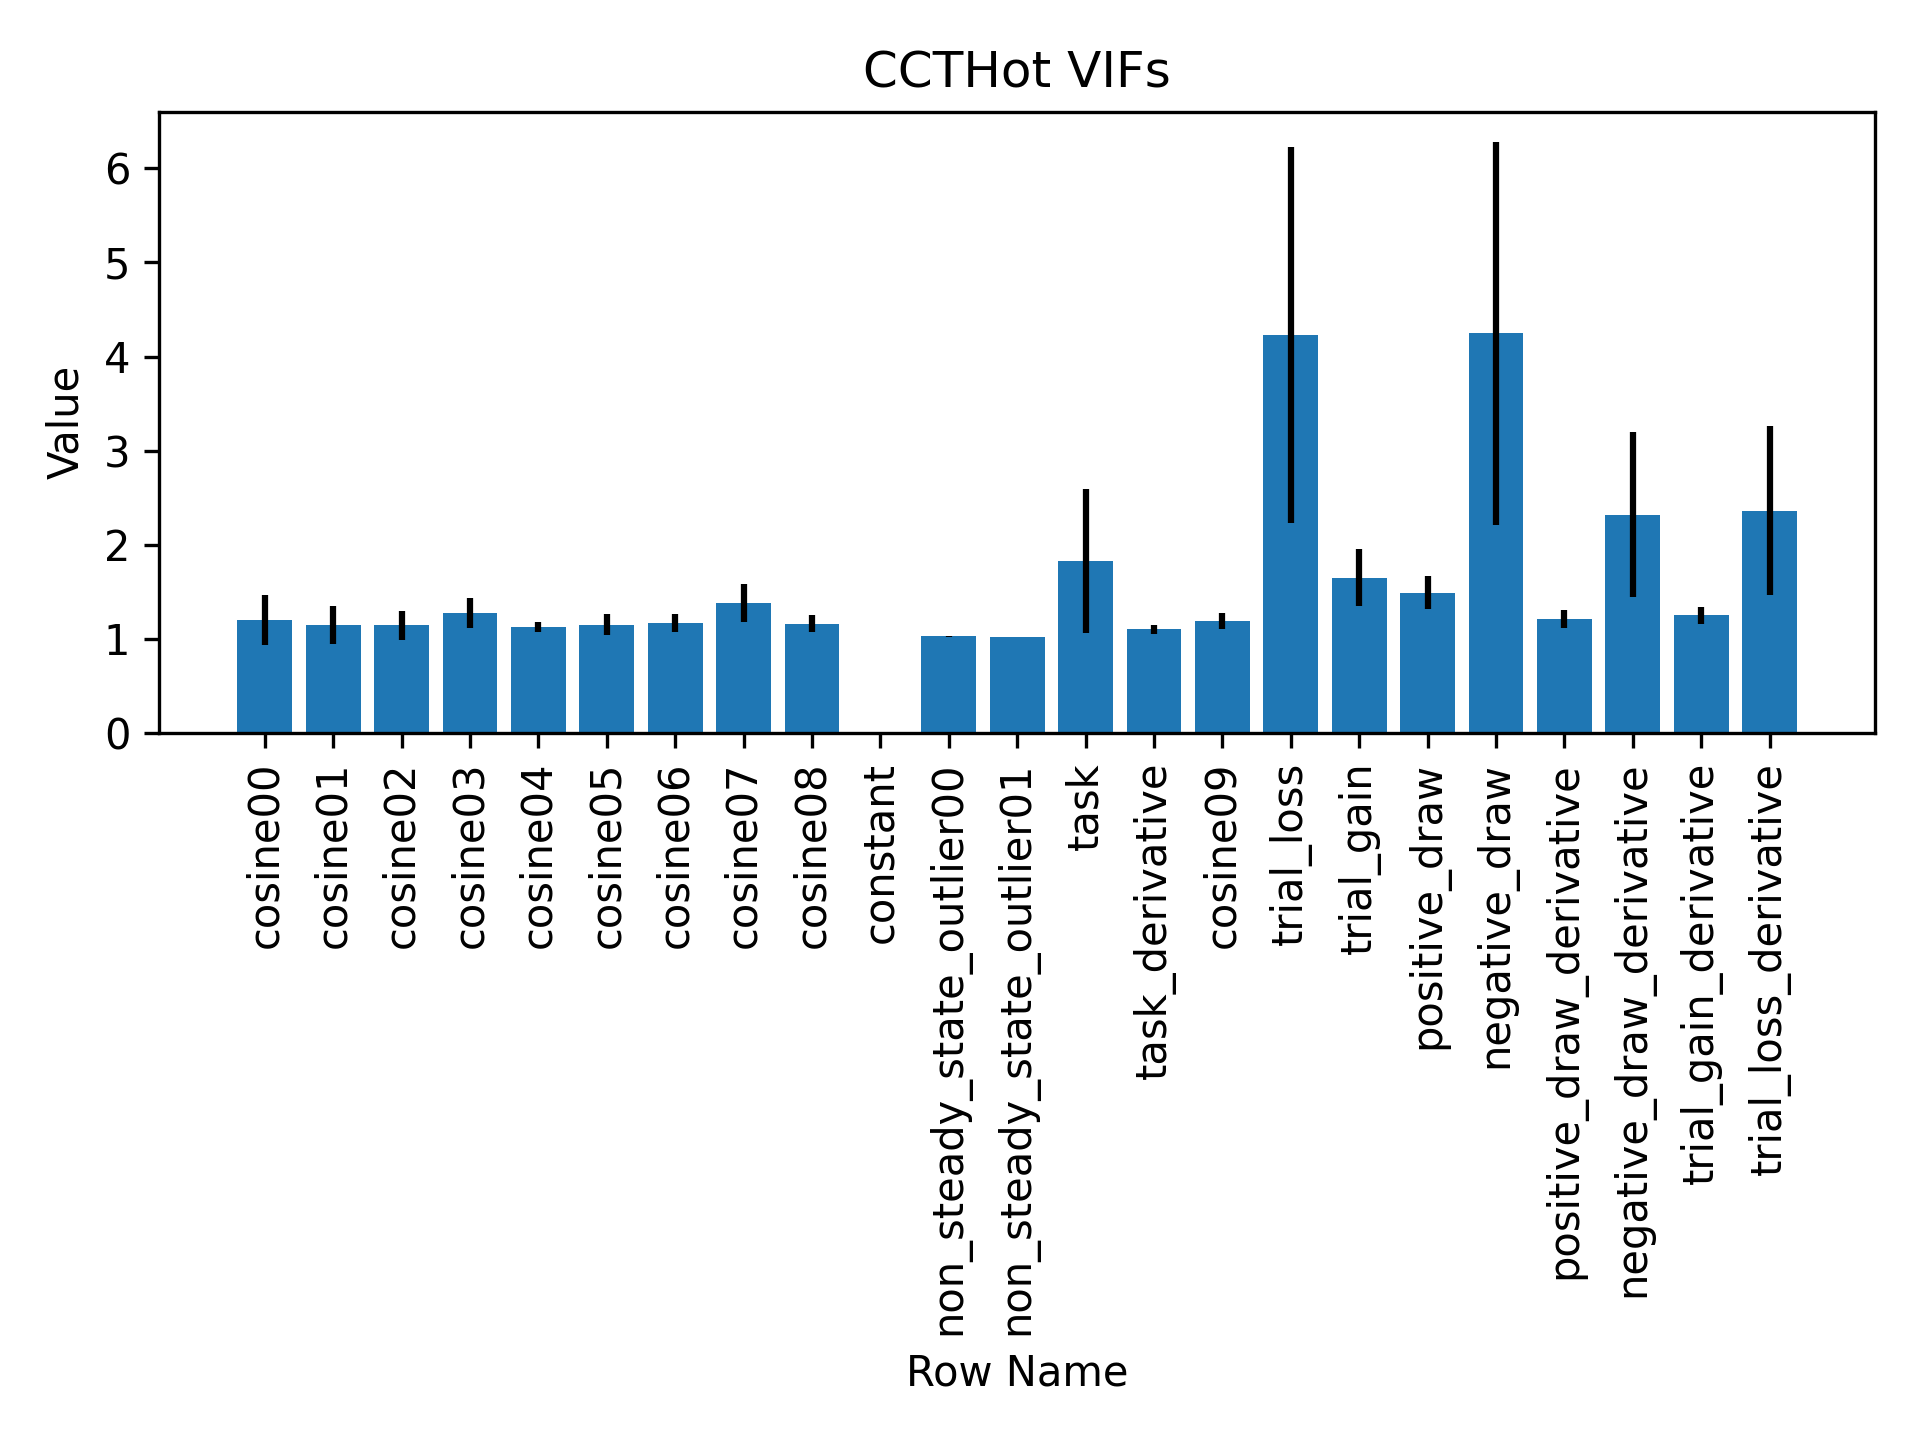 CCTHot VIFs
Value
6
5
4
3
2
1
0
cosine00
cosine01
cosine02
cosine03
cosine04
cosine05
cosine06
cosine07
cosine08
constant
non_steady_state_outlier00
non_steady_state_outlier01
task
task_derivative
cosine09
trial_loss
trial_gain
positive_draw
negative_draw
positive_draw_derivative
negative_draw_derivative
trial_gain_derivative
trial_loss_derivative
Row Name